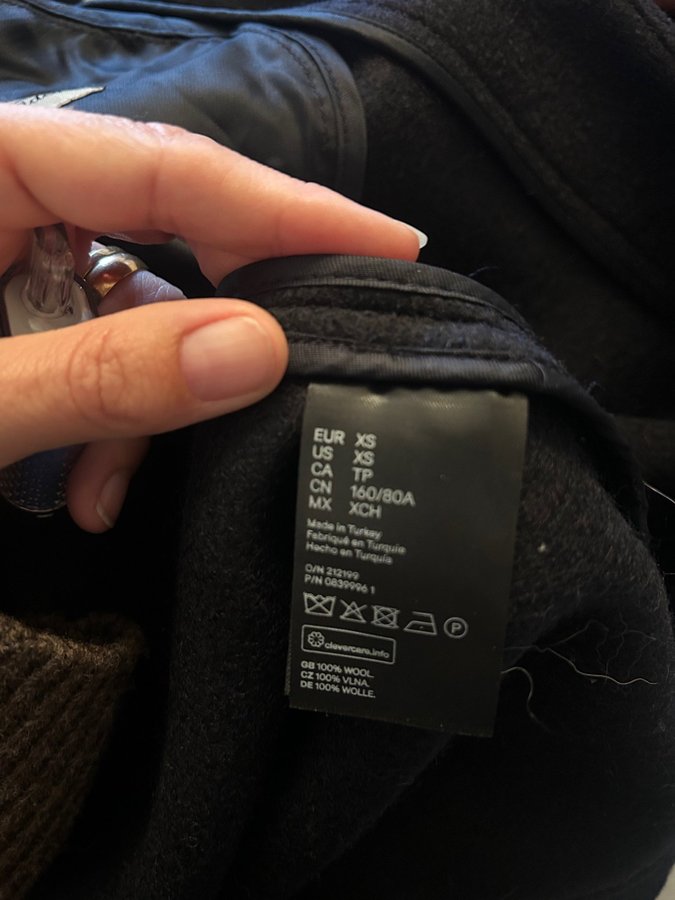 EUR XS
US XS
CA TP
CN 160/80A
MX XCH
Made in Turkey
Fabriqué en Turquie
Hecho en Turquía
O/N 212199
P/N 0839996 1
P
clevercare.info
GB 100% WOOL.
CZ 100% VLNA.
DE 100% WOLLE.